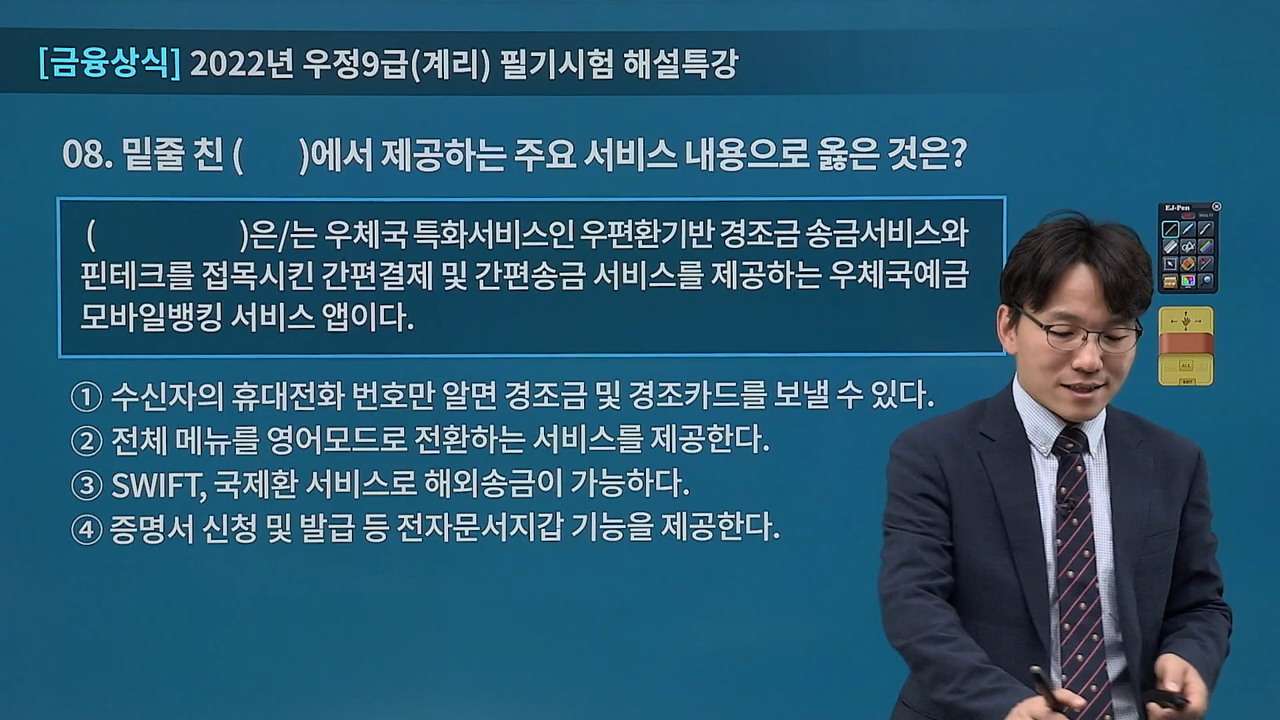 [금융상식] 2022년 우정9급(계리) 필기시험 해설특강
08. 밑줄 친 ( )에서 제공하는 주요 서비스 내용으로 옳은 것은?
( )은/는 우체국 특화서비스인 우편환기반 경조금 송금서비스와
핀테크를 접목시킨 간편결제 및 간편송금 서비스를 제공하는 우체국예금
모바일뱅킹 서비스 앱이다.
① 수신자의 휴대전화 번호만 알면 경조금 및 경조카드를 보낼 수 있다.
② 전체 메뉴를 영어모드로 전환하는 서비스를 제공한다.
③ SWIFT, 국제환 서비스로 해외송금이 가능하다.
④ 증명서 신청 및 발급 등 전자문서지갑 기능을 제공한다.
EJ-Pen
ALL
EXIT